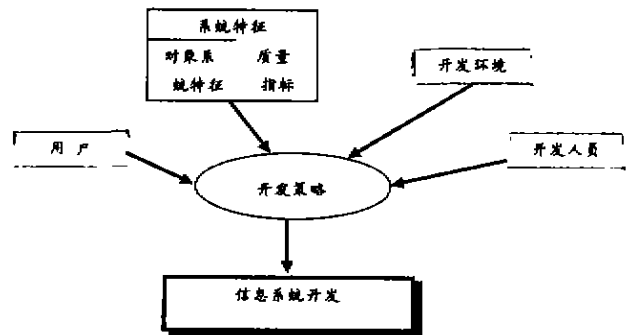 系统特征
对象系 质量
统特征 指标
开发环境
用户
开发人员
开发策略
信息系统开发